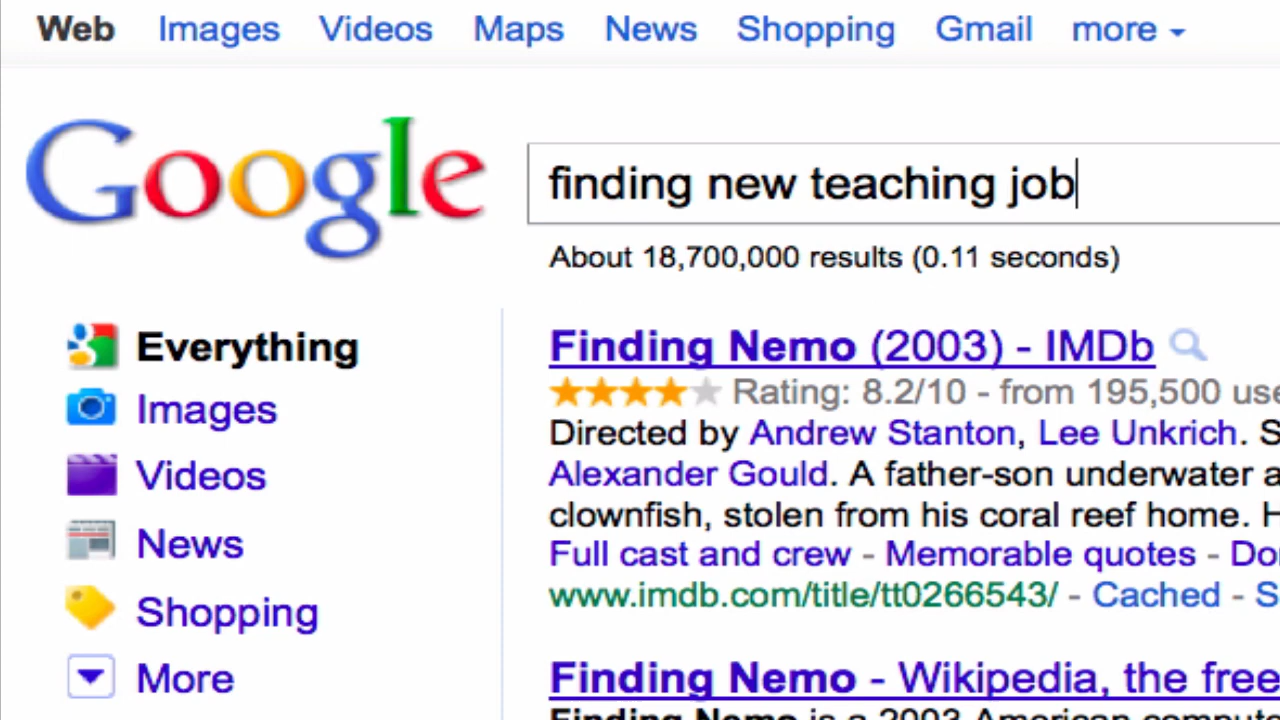 Web Images Videos Maps News Shopping Gmail more
Google
finding new teaching job
About 18,700,000 results (0.11 seconds)
Everything
Images
Videos
News
Shopping
More
Finding Nemo (2003) - IMDb
Rating: 8.2/10 - from 195,500 use
Directed by Andrew Stanton, Lee Unkrich. S
Alexander Gould. A father-son underwater a
clownfish, stolen from his coral reef home. H
Full cast and crew - Memorable quotes - Do
www.imdb.com/title/tt0266543/ - Cached - S
Finding Nemo - Wikipedia, the free
Finding Nemo is a 2003 American compute